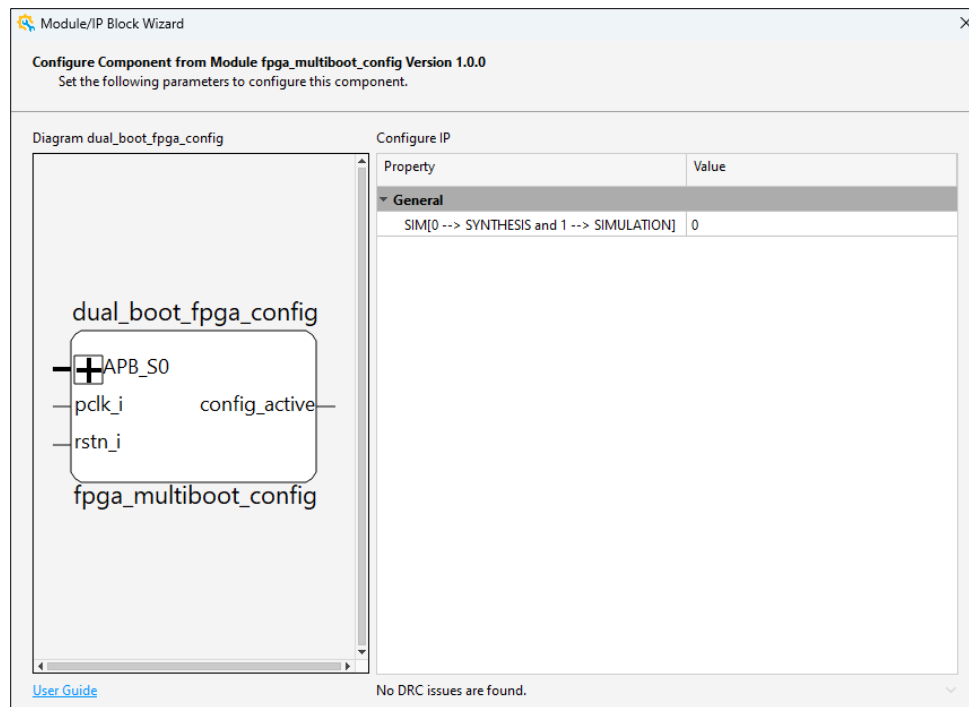 Module/IP Block Wizard
Configure Component from Module fpga_multiboot_config Version 1.0.0
Set the following parameters to configure this component.
Diagram dual_boot_fpga_config
Configure IP
Property Value
General
SIM[0 --> SYNTHESIS and 1 --> SIMULATION] 0
dual_boot_fpga_config
APB_S0
pclk_i config_active
rstn_i
fpga_multiboot_config
User Guide
No DRC issues are found.